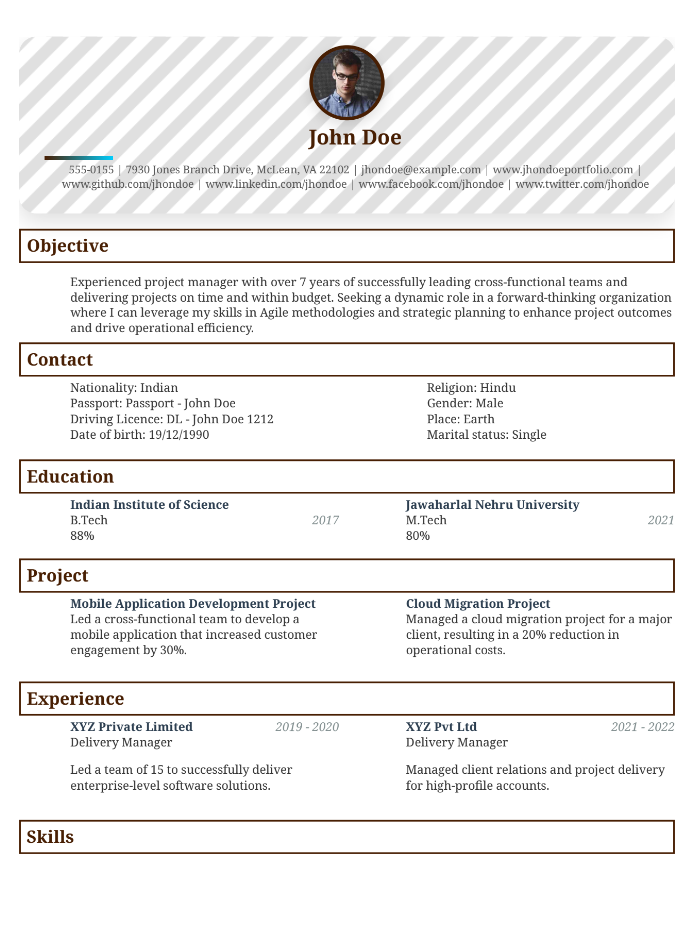 John Doe
555-0155 | 7930 Jones Branch Drive, McLean, VA 22102 | jhondoe@example.com | www.jhondoeportfolio.com |
www.github.com/jhondoe | www.linkedin.com/jhondoe | www.facebook.com/jhondoe | www.twitter.com/jhondoe
Objective
Experienced project manager with over 7 years of successfully leading cross-functional teams and
delivering projects on time and within budget. Seeking a dynamic role in a forward-thinking organization
where I can leverage my skills in Agile methodologies and strategic planning to enhance project outcomes
and drive operational efficiency.
Contact
Nationality: Indian
Passport: Passport - John Doe
Driving Licence: DL - John Doe 1212
Date of birth: 19/12/1990
Religion: Hindu
Gender: Male
Place: Earth
Marital status: Single
Education
Indian Institute of Science
B.Tech 2017
88%
Jawaharlal Nehru University
M.Tech 2021
80%
Project
Mobile Application Development Project
Led a cross-functional team to develop a
mobile application that increased customer
engagement by 30%.
Cloud Migration Project
Managed a cloud migration project for a major
client, resulting in a 20% reduction in
operational costs.
Experience
XYZ Private Limited 2019 - 2020
Delivery Manager
Led a team of 15 to successfully deliver
enterprise-level software solutions.
XYZ Pvt Ltd 2021 - 2022
Delivery Manager
Managed client relations and project delivery
for high-profile accounts.
Skills